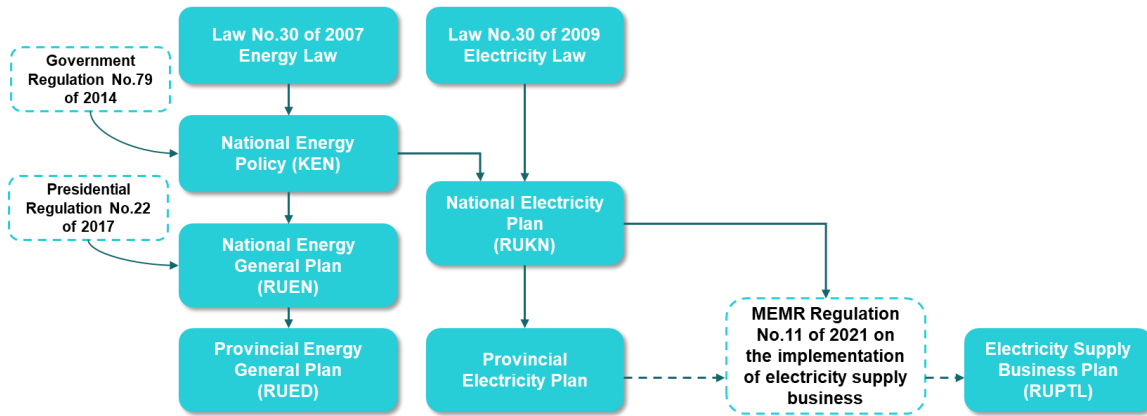 Law No.30 of 2007
Energy Law
Law No.30 of 2009
Electricity Law
Government
Regulation No.79
of 2014
National Energy
Policy (KEN)
Presidential
Regulation No.22
of 2017
National Electricity
Plan
(RUKN)
National Energy
General Plan
(RUEN)
MEMR Regulation
No.11 of 2021 on
the implementation
of electricity supply
business
Provincial Energy
General Plan
(RUED)
Provincial
Electricity Plan
Electricity Supply
Business Plan
(RUPTL)